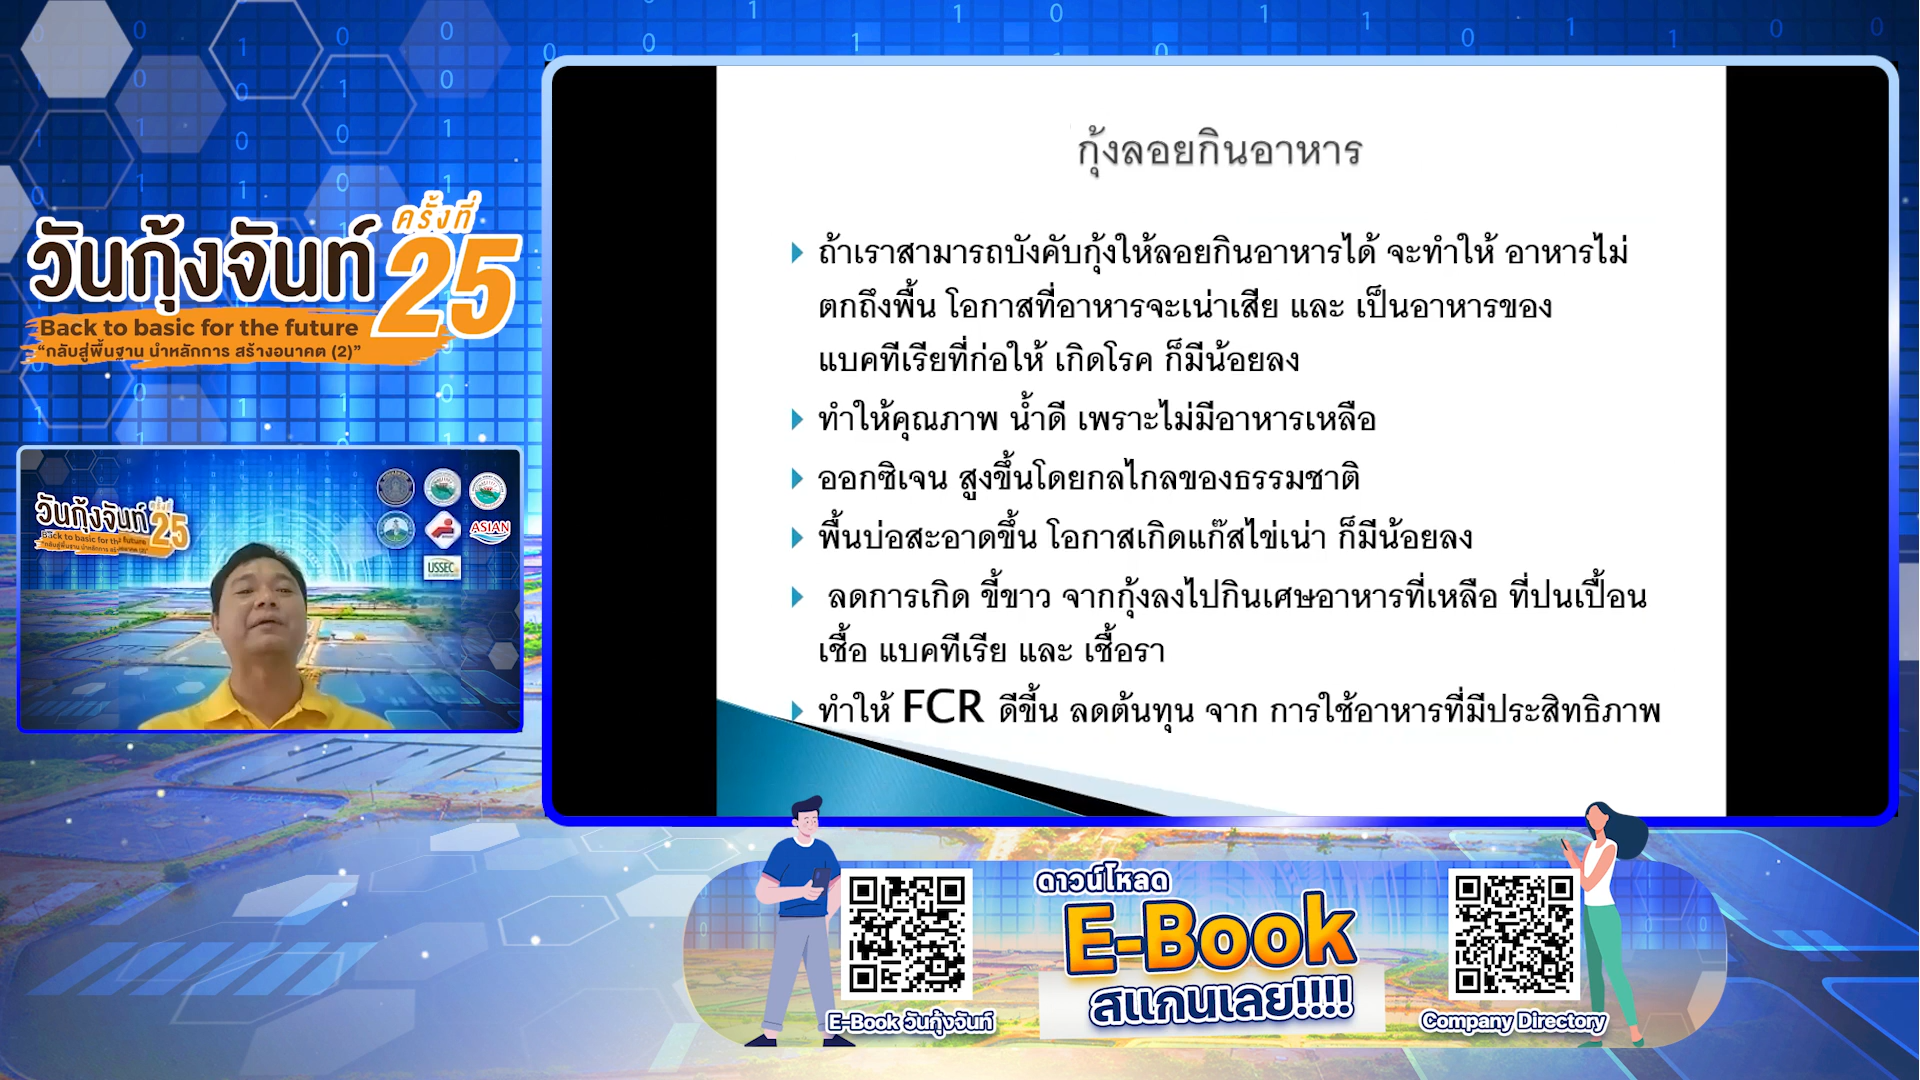 วันกุ้งจันท์
ครั้งที่
25
Back to basic for the future
“กลับสู่พื้นฐาน นำหลักการ สร้างอนาคต (2)”
กุ้งลอยกินอาหาร
ถ้าเราสามารถบังคับกุ้งให้ลอยกินอาหารได้ จะทำให้ อาหารไม่
ตกถึงพื้น โอกาสที่อาหารจะเน่าเสีย และ เป็นอาหารของ
แบคทีเรียที่ก่อให้ เกิดโรค ก็มีน้อยลง
ทำให้คุณภาพ น้ำดี เพราะไม่มีอาหารเหลือ
ออกซิเจน สูงขึ้นโดยกลไกลของธรรมชาติ
พื้นบ่อสะอาดขึ้น โอกาสเกิดแก๊สไข่เน่า ก็มีน้อยลง
ลดการเกิด ขี้ขาว จากกุ้งลงไปกินเศษอาหารที่เหลือ ที่ปนเปื้อน
เชื้อ แบคทีเรีย และ เชื้อรา
ทำให้ FCR ดีขี้น ลดต้นทุน จาก การใช้อาหารที่มีประสิทธิภาพ
วันกุ้งจันท์
ครั้งที่
25
Back to basic for the future
ASIAN
USSEC
ดาวน์โหลด
E-Book
สแกนเลย!!!!
E-Book วันกุ้งจันท์
Company Directory